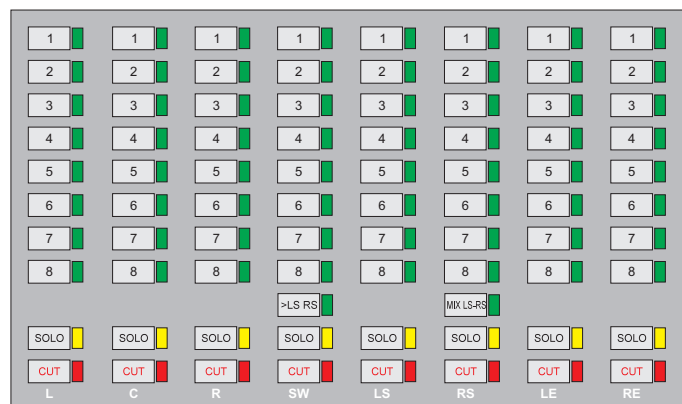 1 1 1 1 1 1 1 1
2 2 2 2 2 2 2 2
3 3 3 3 3 3 3 3
4 4 4 4 4 4 4 4
5 5 5 5 5 5 5 5
6 6 6 6 6 6 6 6
7 7 7 7 7 7 7 7
8 8 8 8 8 8 8 8
>LS RS MIX LS-RS
SOLO SOLO SOLO SOLO SOLO SOLO SOLO SOLO
CUT CUT CUT CUT CUT CUT CUT CUT
L C R SW LS RS LE RE